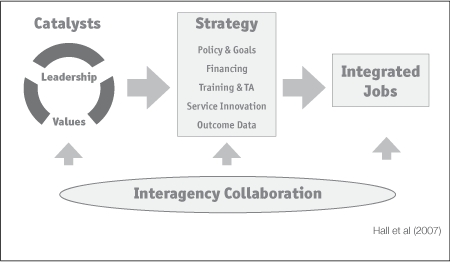 Catalysts
Leadership
Values
Strategy
Policy & Goals
Financing
Training & TA
Service Innovation
Outcome Data
Integrated
Jobs
Interagency Collaboration
Hall et al (2007)